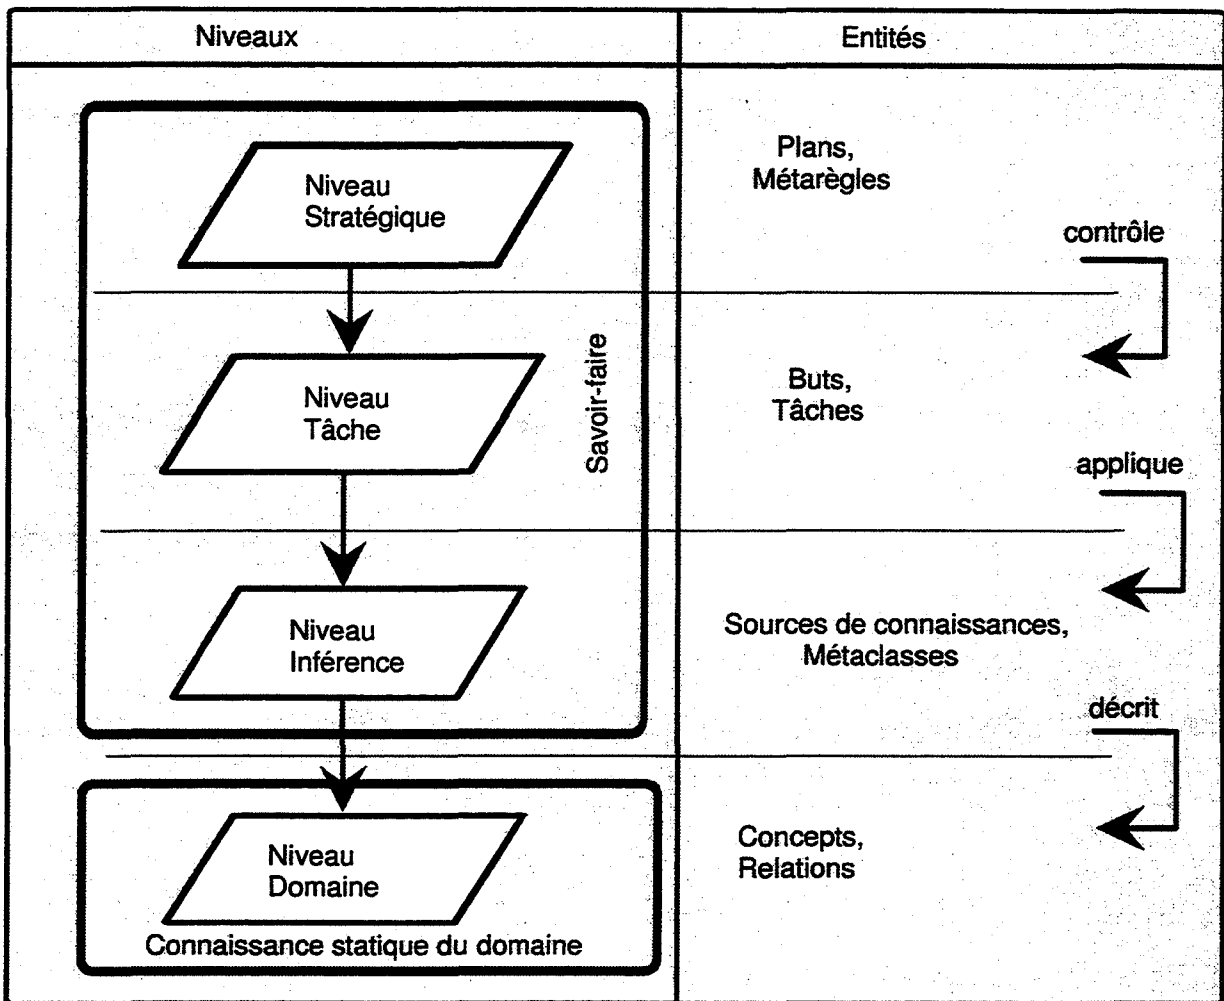 Niveaux
Entités
Niveau
Stratégique
Plans,
Métarègles
contrôle
Niveau
Tâche
Savoir-faire
Buts,
Tâches
applique
Niveau
Inférence
Sources de connaissances,
Métaclasses
décrit
Niveau
Domaine
Concepts,
Relations
Connaissance statique du domaine